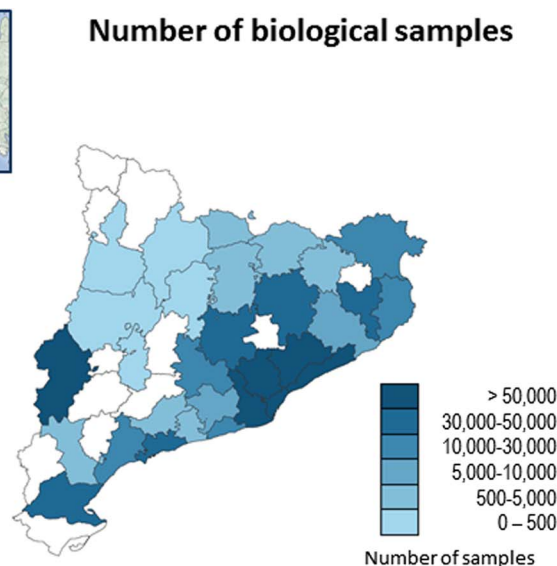 Number of biological samples
> 50,000
30,000-50,000
10,000-30,000
5,000-10,000
500-5,000
0 – 500
Number of samples